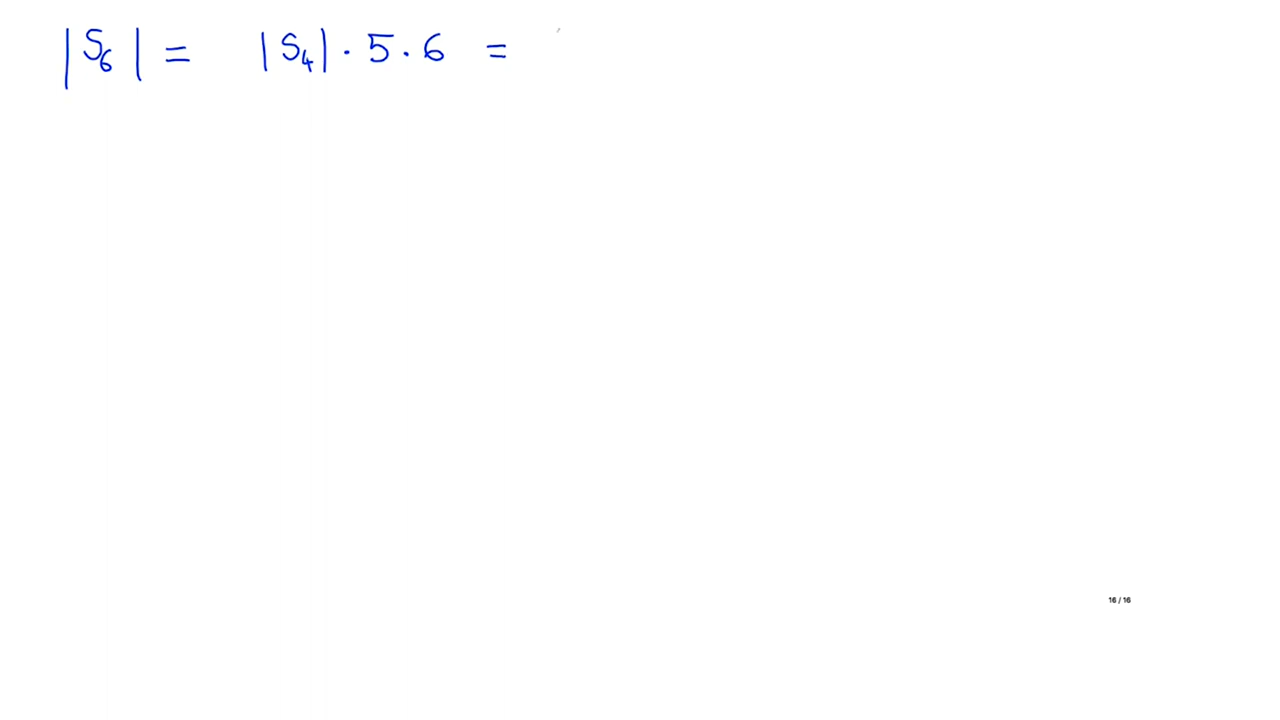 |S₆| = |S₄| · 5 · 6 =
16 / 16